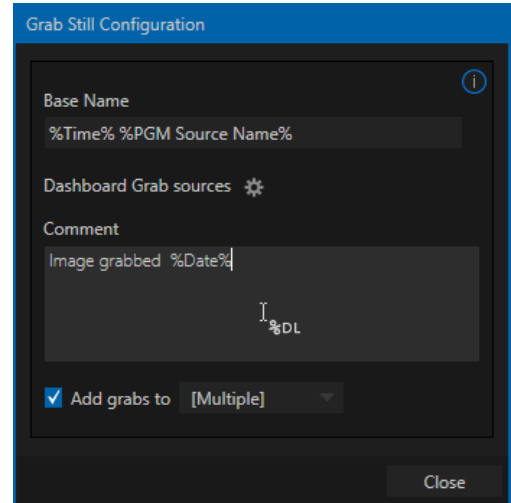 Grab Still Configuration
Base Name
%Time% %PGM Source Name%
Dashboard Grab sources
Comment
Image grabbed  %Date%
%DL
Add grabs to [Multiple]
Close